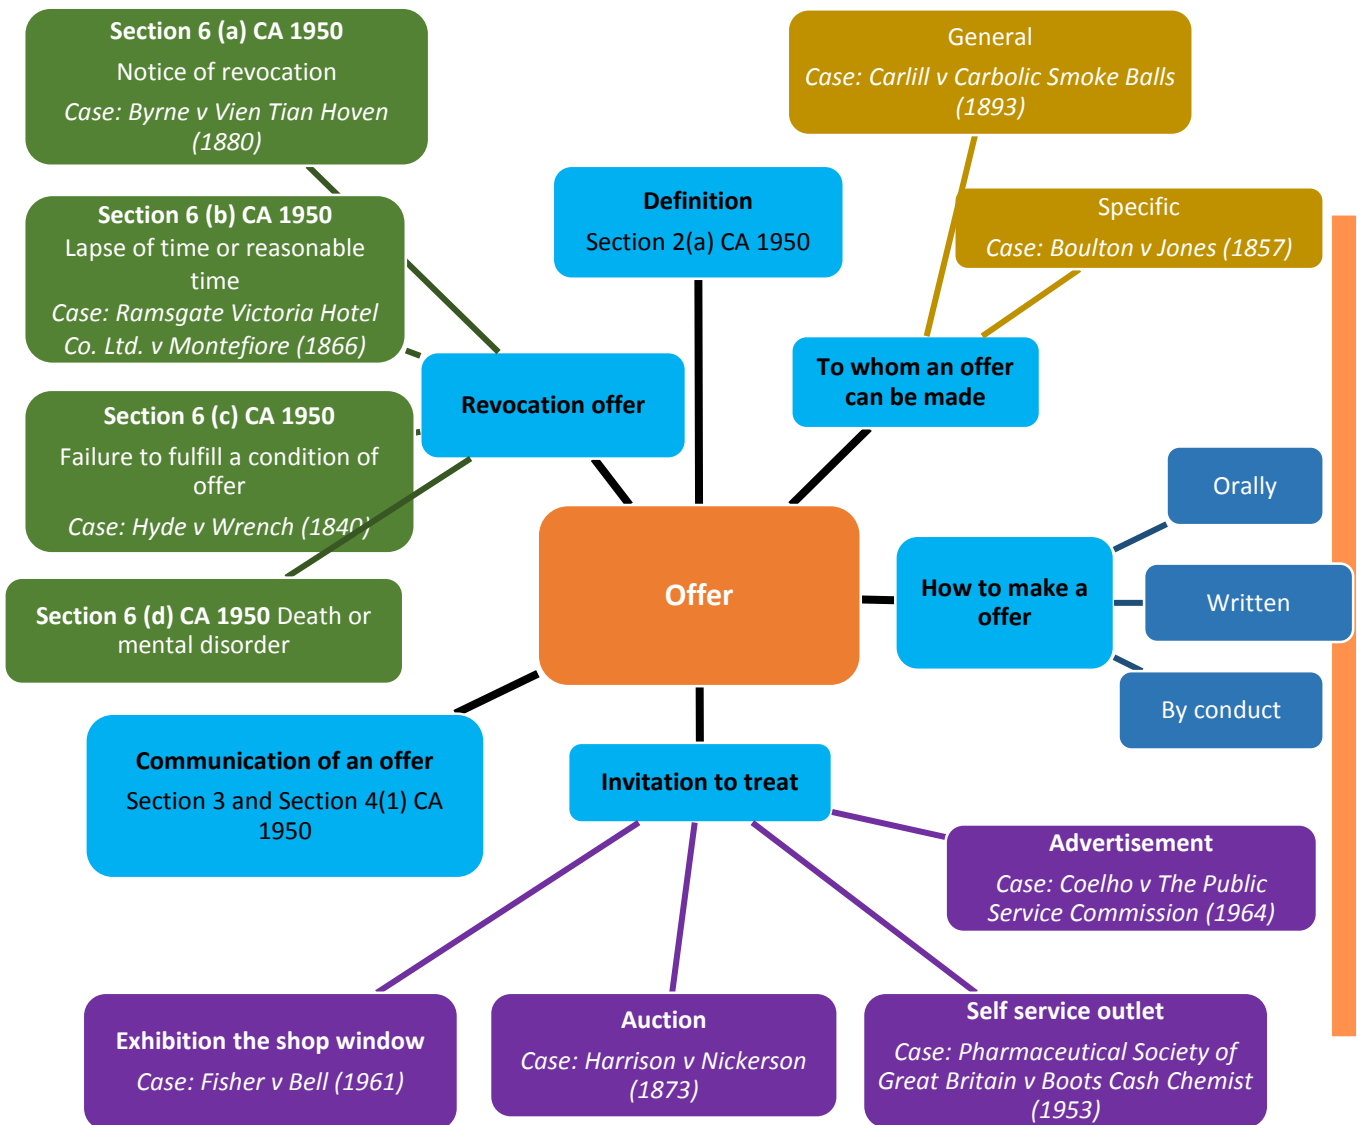 Section 6 (a) CA 1950
Notice of revocation
Case: Byrne v Vien Tian Hoven
(1880)
Section 6 (b) CA 1950
Lapse of time or reasonable
time
Case: Ramsgate Victoria Hotel
Co. Ltd. v Montefiore (1866)
Section 6 (c) CA 1950
Failure to fulfill a condition of
offer
Case: Hyde v Wrench (1840)
Section 6 (d) CA 1950 Death or
mental disorder
Revocation offer
Definition
Section 2(a) CA 1950
General
Case: Carlill v Carbolic Smoke Balls
(1893)
Specific
Case: Boulton v Jones (1857)
To whom an offer
can be made
Offer
How to make a
offer
Orally
Written
By conduct
Communication of an offer
Section 3 and Section 4(1) CA
1950
Invitation to treat
Advertisement
Case: Coelho v The Public
Service Commission (1964)
Exhibition the shop window
Case: Fisher v Bell (1961)
Auction
Case: Harrison v Nickerson
(1873)
Self service outlet
Case: Pharmaceutical Society of
Great Britain v Boots Cash Chemist
(1953)